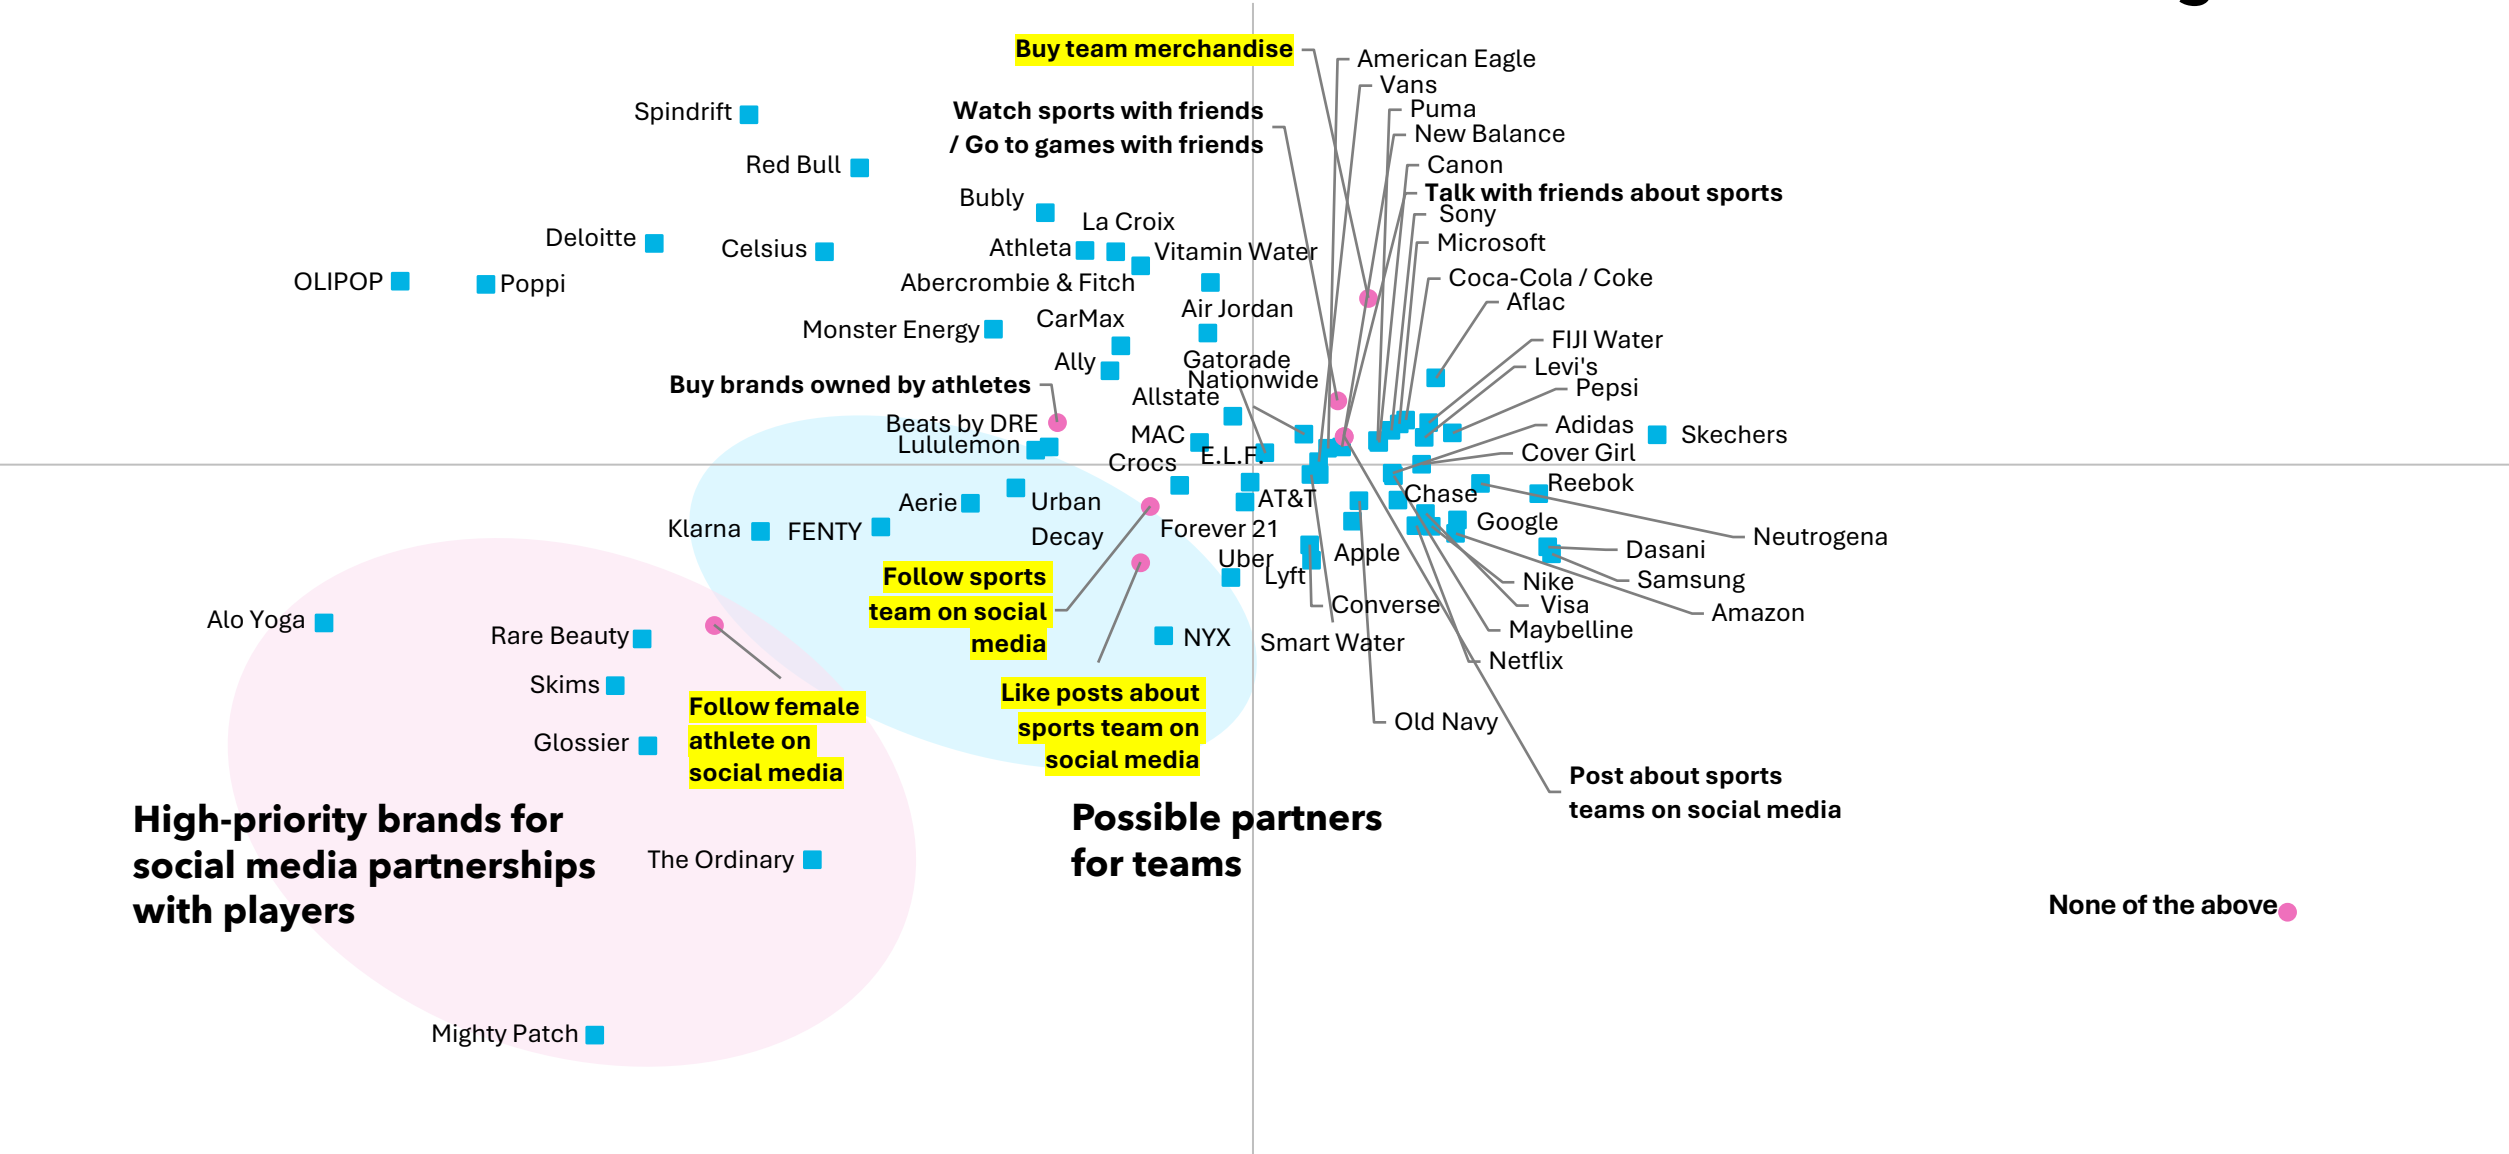 Buy team merchandise
American Eagle
Vans
Spindrift
Watch sports with friends
/ Go to games with friends
Puma
New Balance
Red Bull
Canon
Talk with friends about sports
Bubly
La Croix
Sony
Deloitte
Celsius
Athleta
Vitamin Water
Microsoft
OLIPOP
Poppi
Abercrombie & Fitch
Coca-Cola / Coke
Air Jordan
Aflac
Monster Energy
CarMax
FIJI Water
Ally
Gatorade
Levi's
Buy brands owned by athletes
Nationwide
Pepsi
Allstate
Beats by DRE
Adidas
Skechers
Lululemon
MAC
E.L.F.
Cover Girl
Crocs
Reebok
Aerie
Urban
Decay
AT&T
Chase
Klarna
FENTY
Forever 21
Google
Neutrogena
Uber
Apple
Dasani
Follow sports
team on social
media
Lyft
Nike
Samsung
Converse
Visa
Amazon
Alo Yoga
Rare Beauty
NYX
Smart Water
Maybelline
Netflix
Skims
Follow female
athlete on
social media
Like posts about
sports team on
social media
Old Navy
Glossier
Post about sports
teams on social media
High-priority brands for
social media partnerships
with players
Possible partners
for teams
The Ordinary
None of the above
Mighty Patch